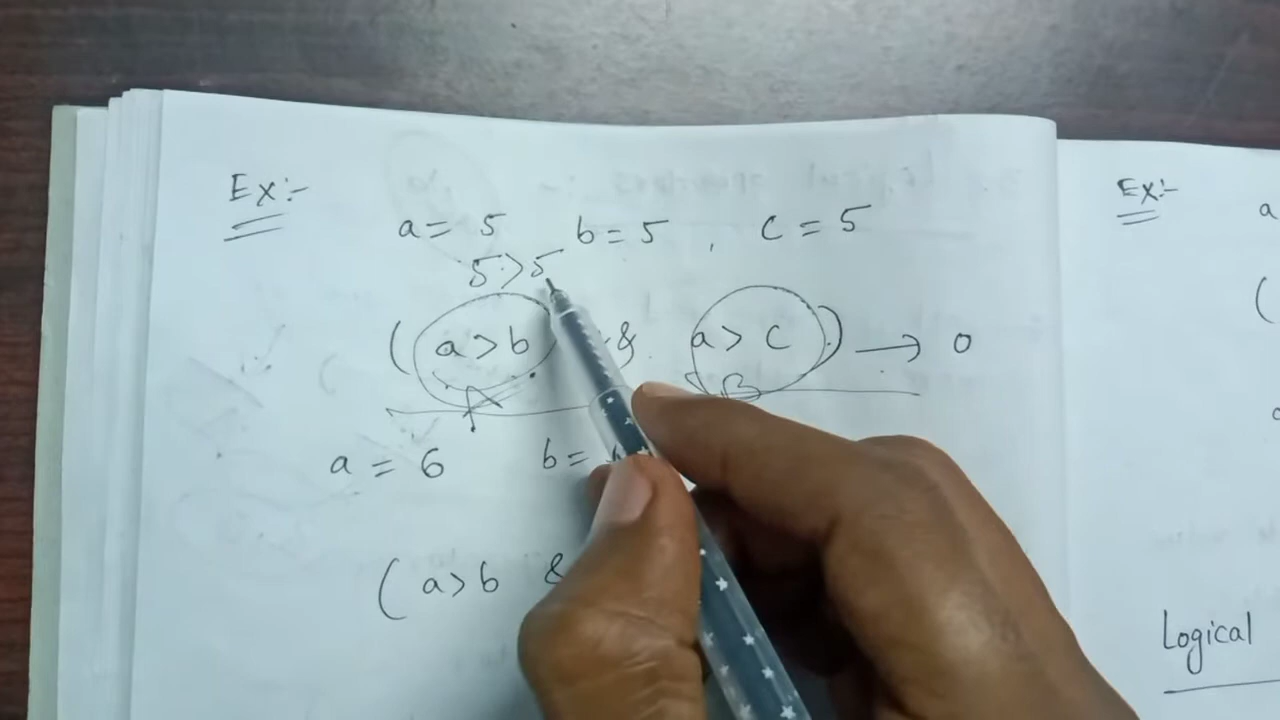 Ex:-
a = 5 b = 5 , c = 5
5 > 5
( a > b && a > c ) → 0
A B
a = 6 b =
( a > b &
Ex:-
a
(
Logical